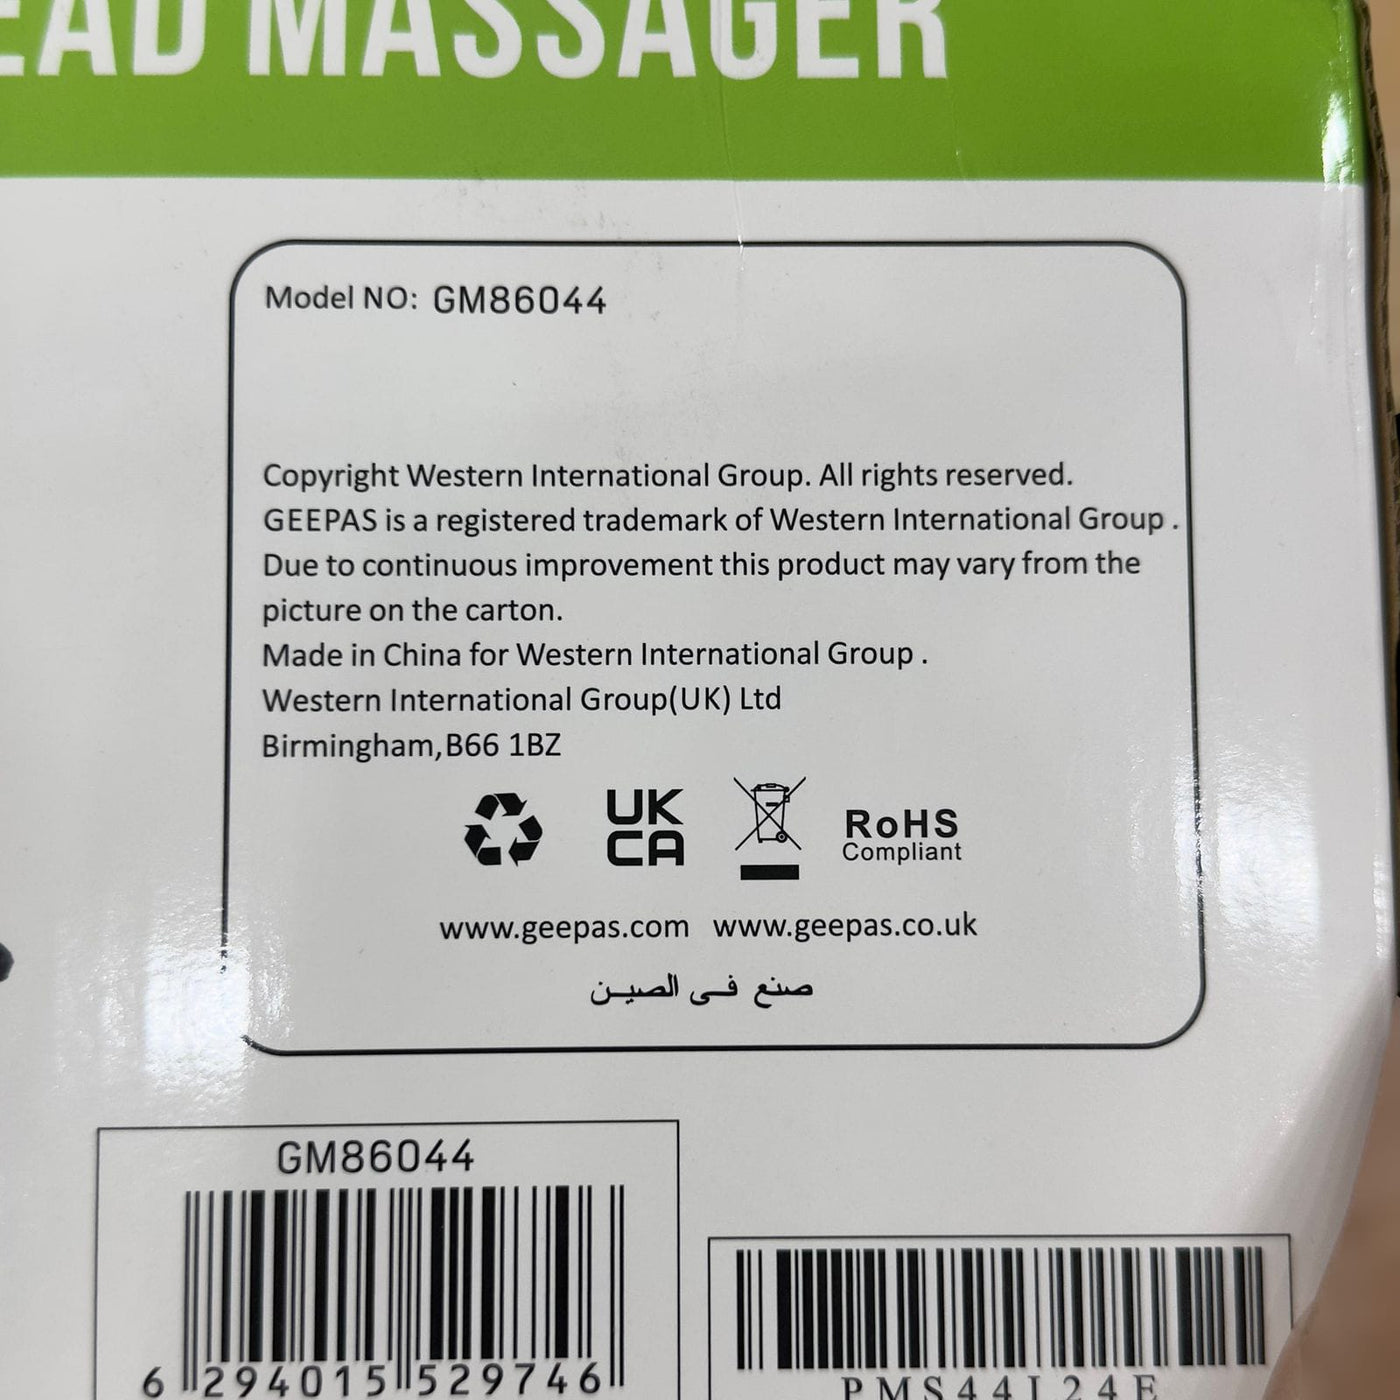 EAD MASSAGER
Model NO: GM86044
Copyright Western International Group. All rights reserved.
GEEPAS is a registered trademark of Western International Group .
Due to continuous improvement this product may vary from the
picture on the carton.
Made in China for Western International Group .
Western International Group(UK) Ltd
Birmingham,B66 1BZ
UK
CA
RoHS
Compliant
www.geepas.com www.geepas.co.uk
صنع في الصين
GM86044
6 294015 529746